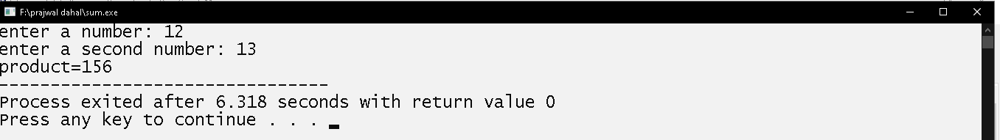 F:\prajwal dahal\sum.exe
enter a number: 12
enter a second number: 13
product=156
--------------------------------
Process exited after 6.318 seconds with return value 0
Press any key to continue . . .